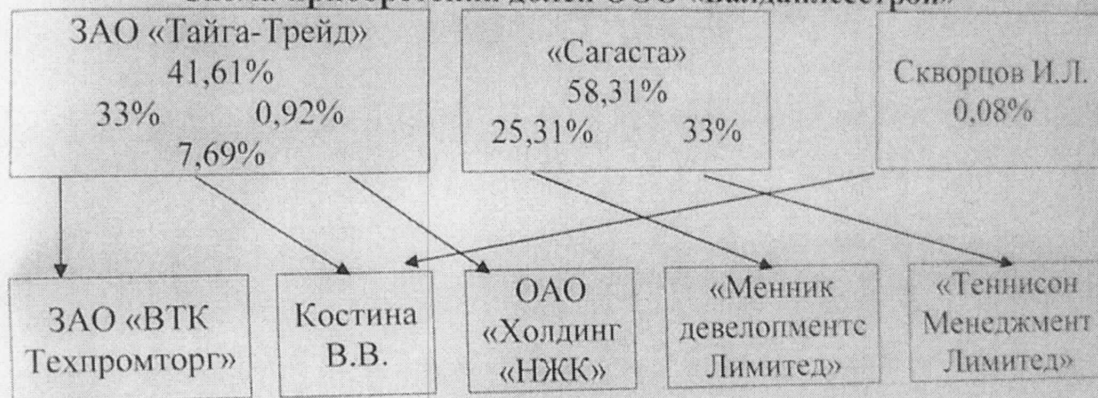 ЗАО «Тайга-Трейд»
41,61%
33% 0,92%
7,69%
«Сагаста»
58,31%
25,31% 33%
Скворцов И.Л.
0,08%
ЗАО «ВТК
Техпромторг»
Костина
В.В.
ОАО
«Холдинг
«НЖК»
«Менник
девелопментс
Лимитед»
«Теннисон
Менеджмент
Лимитед»